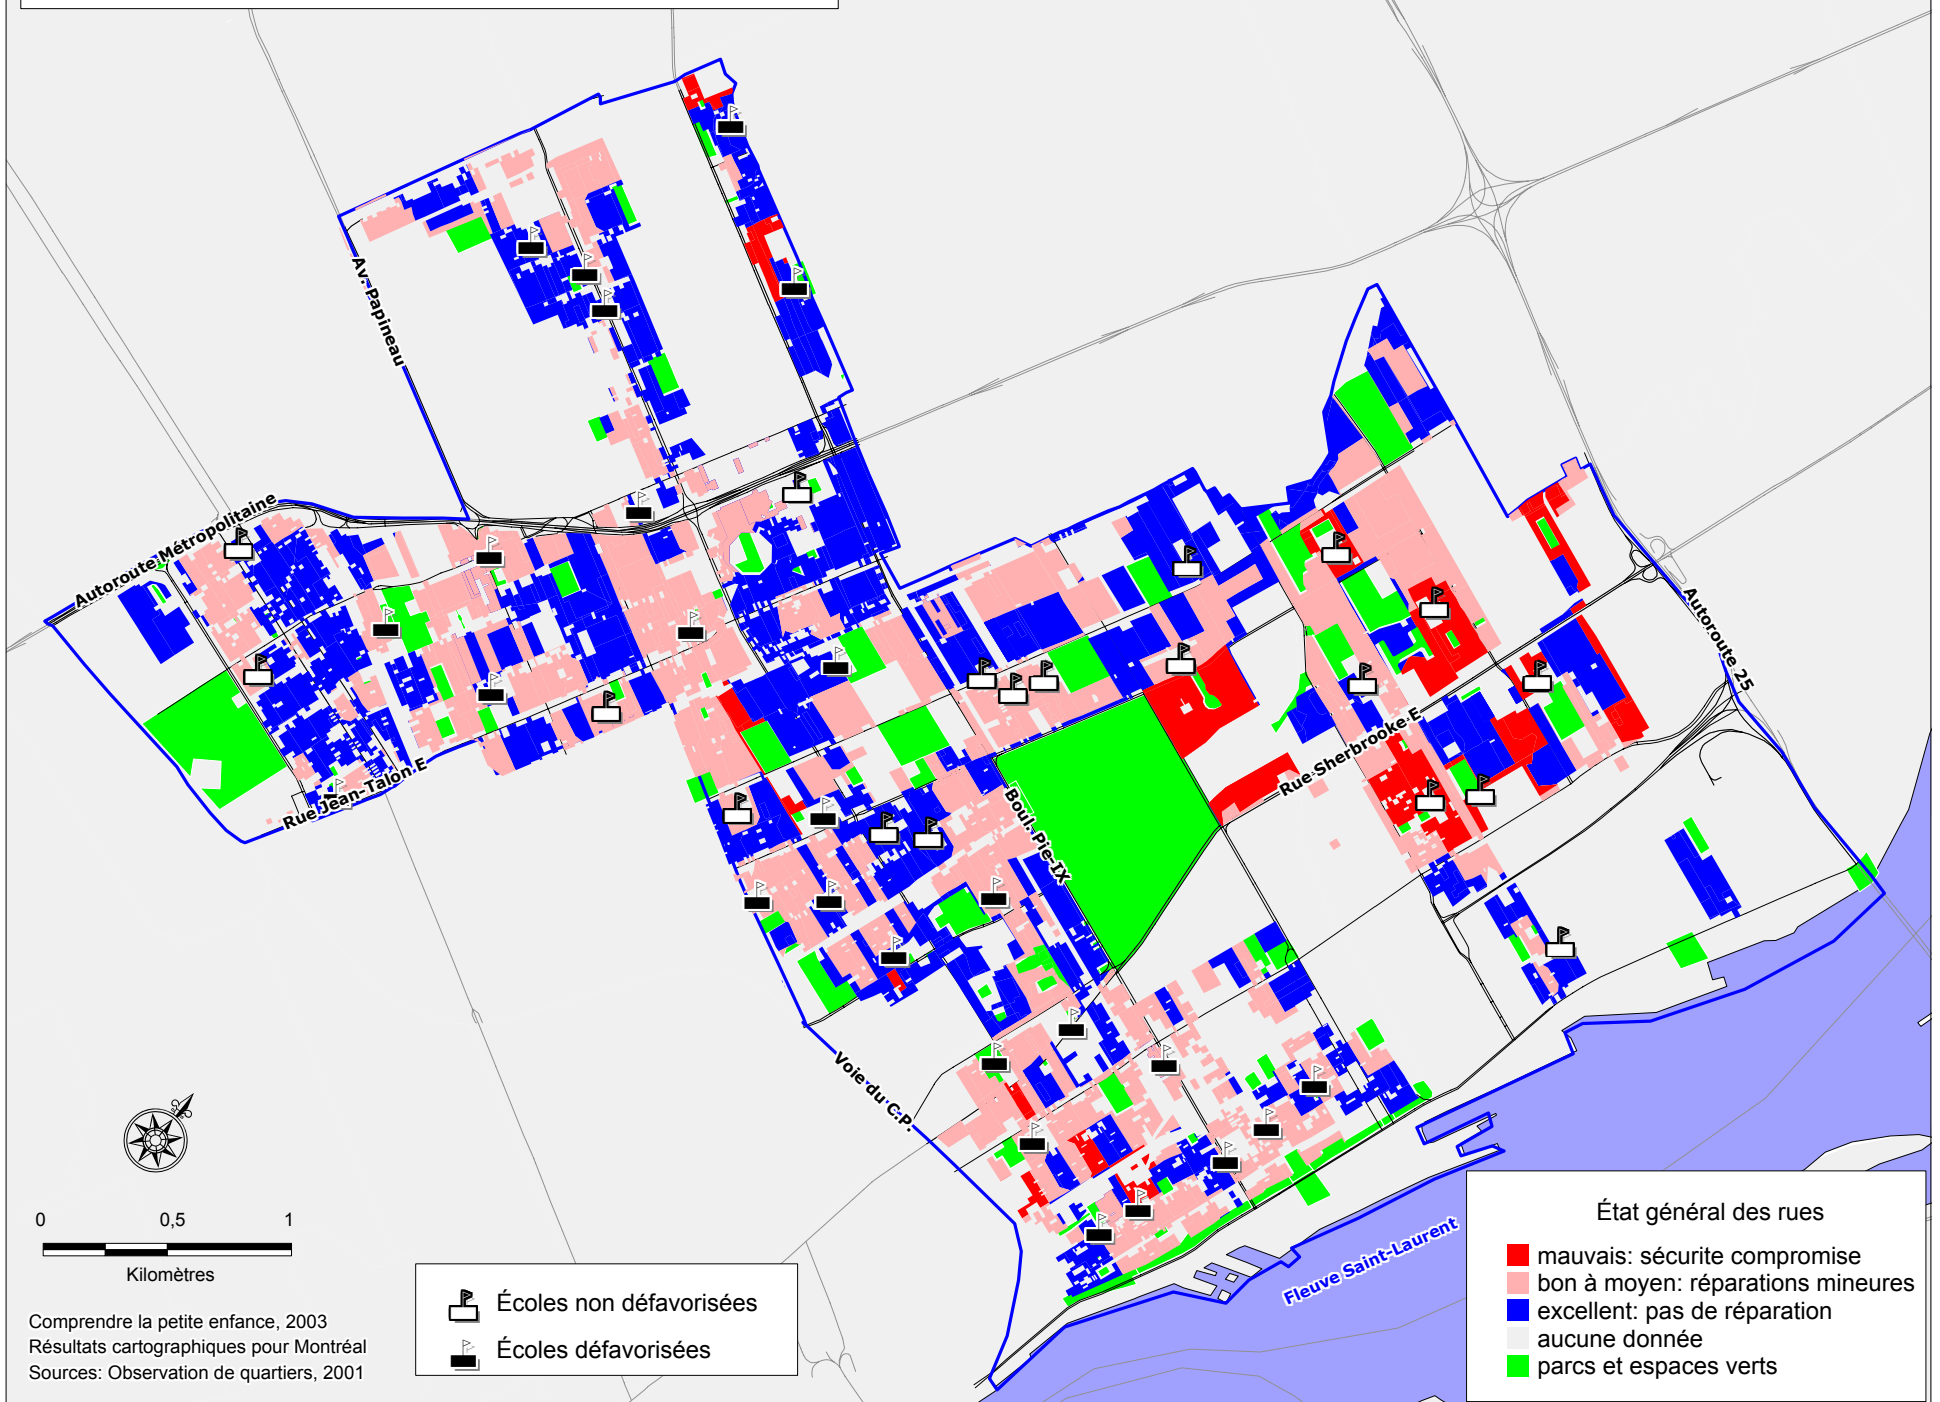 Av. Papineau
Autoroute Métropolitaine
Autoroute 25
Rue Sherbrooke E
Rue Jean-Talon E
Boul. Pie-IX
Voie du C.P.
Fleuve Saint-Laurent
0 0,5 1
Kilomètres
Comprendre la petite enfance, 2003
Résultats cartographiques pour Montréal
Sources: Observation de quartiers, 2001
Écoles non défavorisées
Écoles défavorisées
État général des rues
mauvais: sécurite compromise
bon à moyen: réparations mineures
excellent: pas de réparation
aucune donnée
parcs et espaces verts